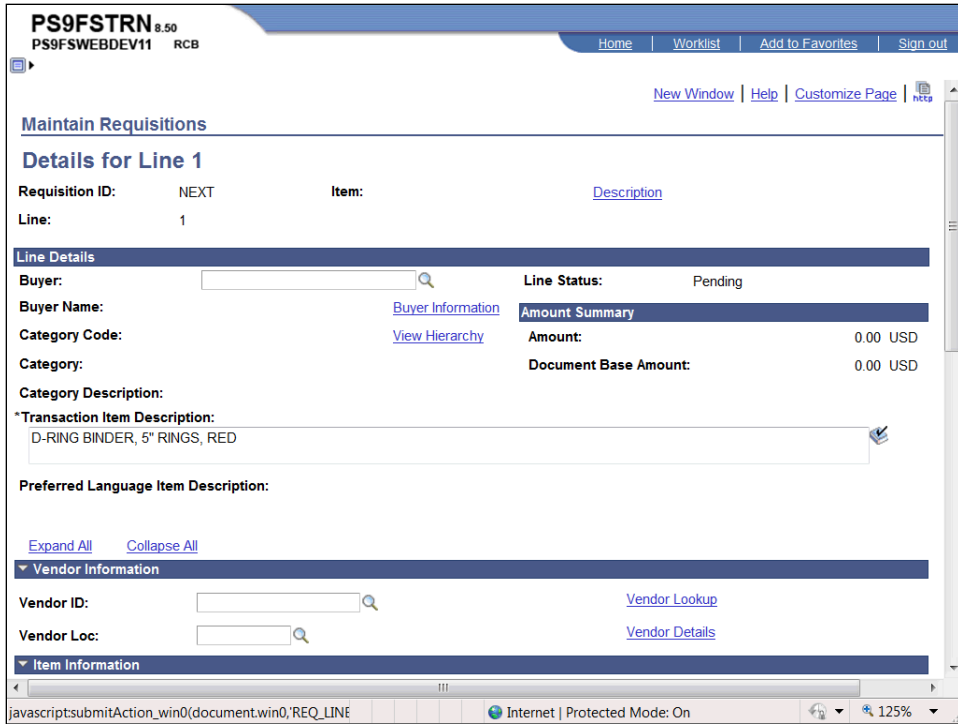 PS9FSTRN 8.50
PS9FSWEBDEV11 RCB
Home | Worklist | Add to Favorites | Sign out
New Window | Help | Customize Page | http
Maintain Requisitions
Details for Line 1
Requisition ID: NEXT Item: Description
Line: 1
Line Details
Buyer: Line Status: Pending
Buyer Name: Buyer Information Amount Summary
Category Code: View Hierarchy Amount: 0.00 USD
Category: Document Base Amount: 0.00 USD
Category Description:
*Transaction Item Description:
D-RING BINDER, 5" RINGS, RED
Preferred Language Item Description:
Expand All Collapse All
Vendor Information
Vendor ID: Vendor Lookup
Vendor Loc: Vendor Details
Item Information
javascript:submitAction_win0(document.win0,'REQ_LINE Internet | Protected Mode: On 125%